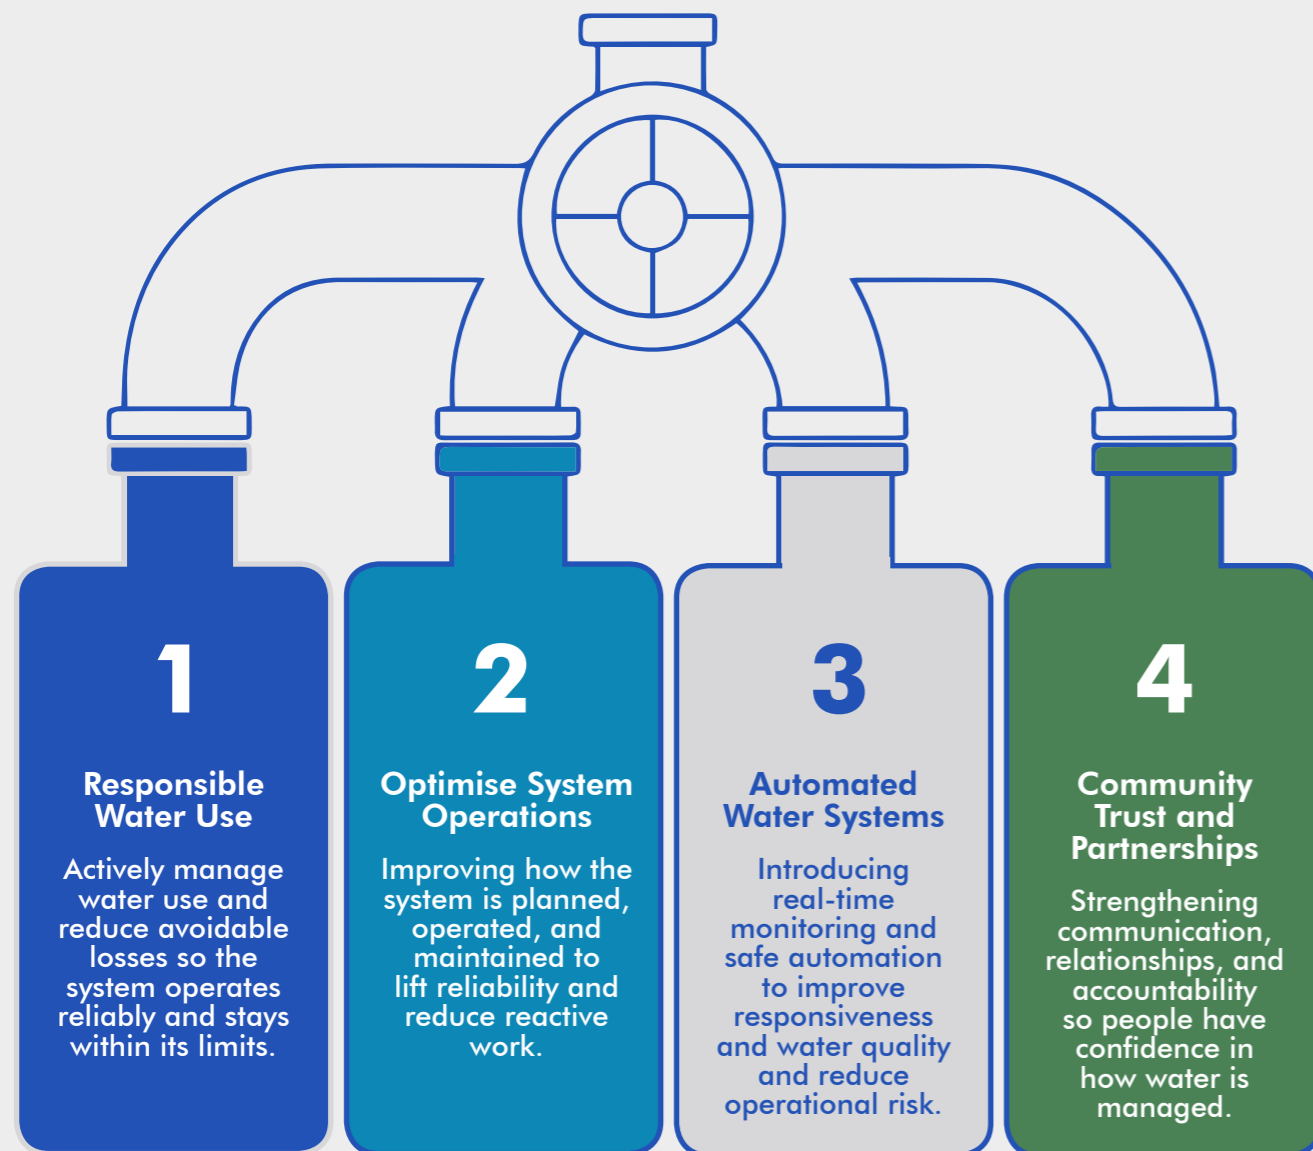 1
Responsible
Water Use
Actively manage
water use and
reduce avoidable
losses so the
system operates
reliably and stays
within its limits.
2
Optimise System
Operations
Improving how the
system is planned,
operated, and
maintained to
lift reliability and
reduce reactive
work.
3
Automated
Water Systems
Introducing
real-time
monitoring and
safe automation
to improve
responsiveness
and water quality
and reduce
operational risk.
4
Community
Trust and
Partnerships
Strengthening
communication,
relationships, and
accountability
so people have
confidence in
how water is
managed.